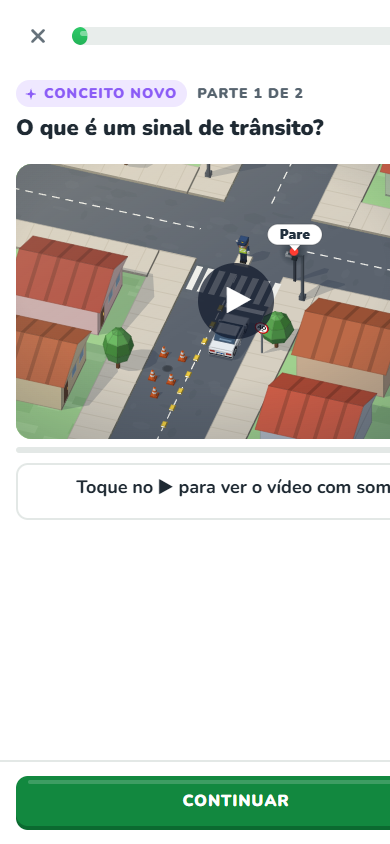 CONCEITO NOVO PARTE 1 DE 2
O que é um sinal de trânsito?
Pare
Toque no ▶ para ver o vídeo com som
CONTINUAR